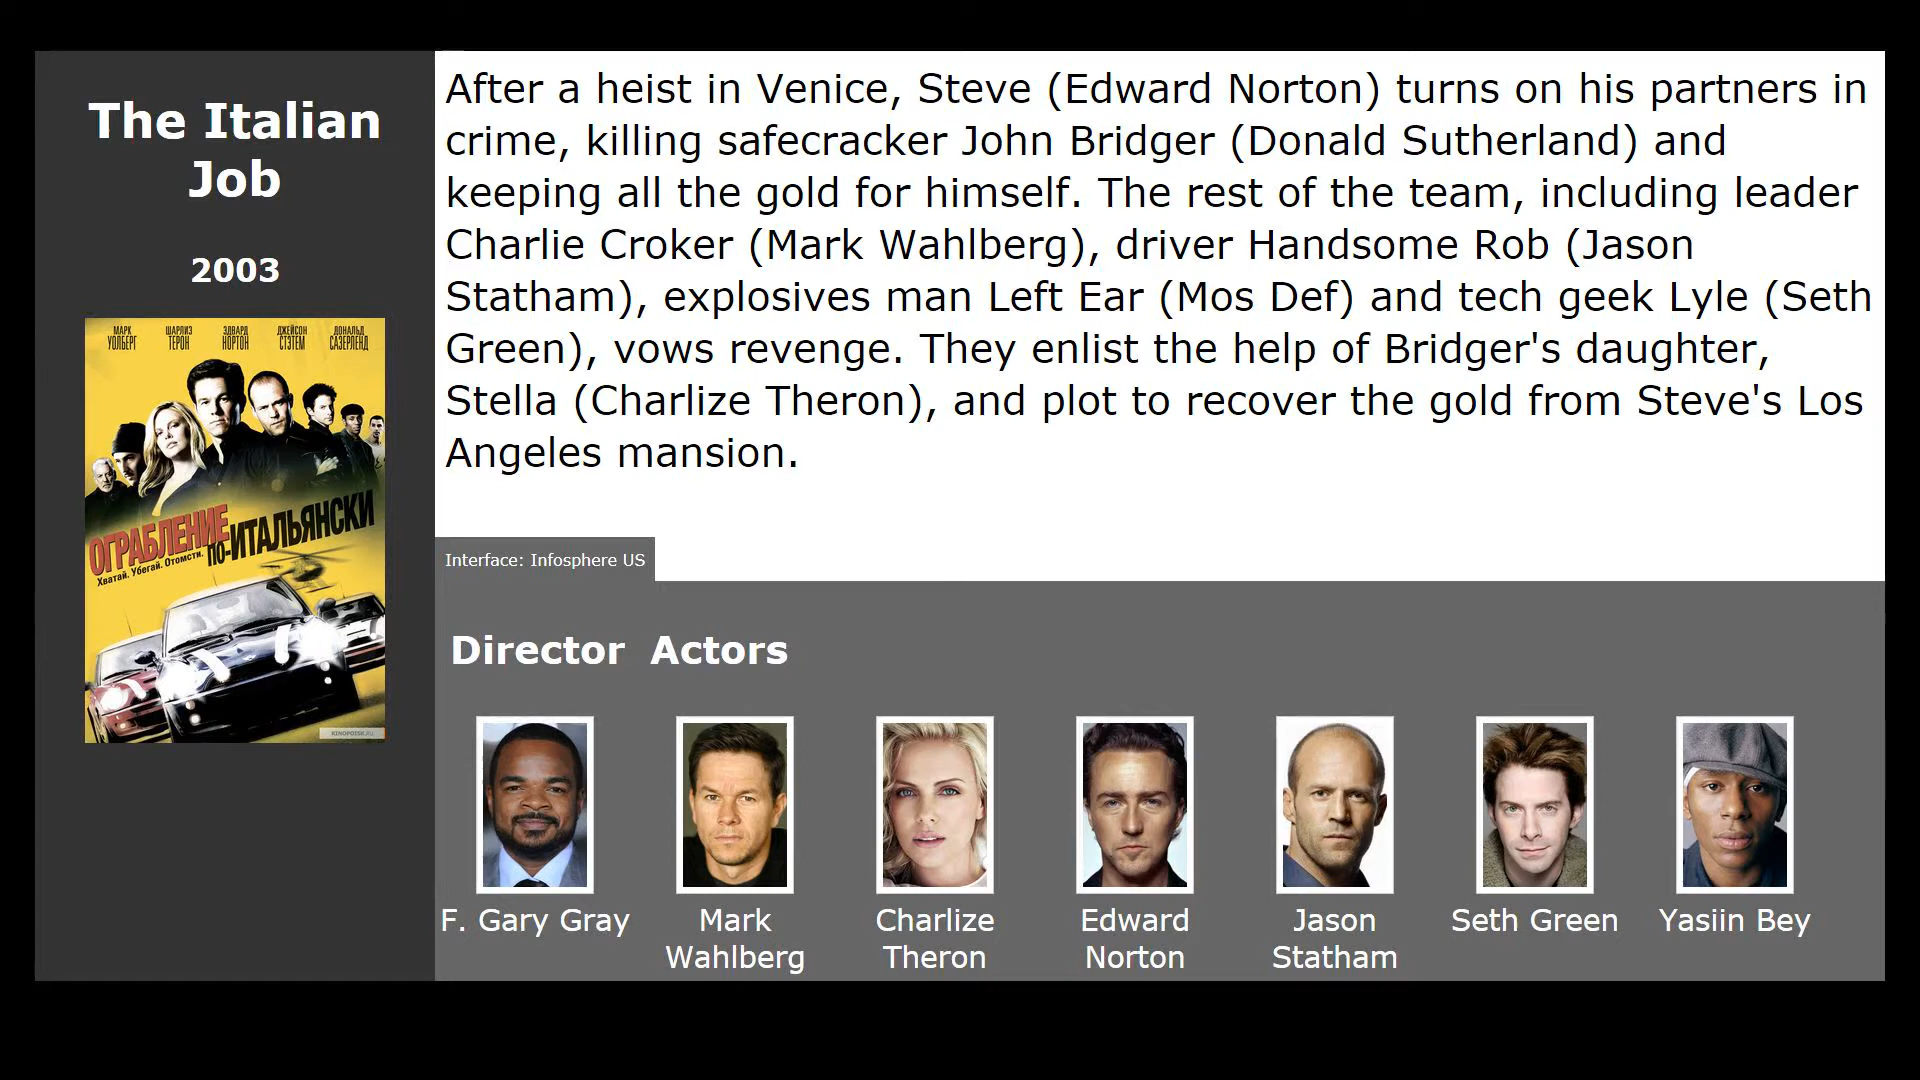 The Italian
Job
2003
МАРК
УОЛБЕРГ
ШАРЛИЗ
ТЕРОН
ЭДВАРД
НОРТОН
ДЖЕЙСОН
СТЭТЕМ
ДОНАЛЬД
САЗЕРЛЕНД
ОГРАБЛЕНИЕ
ПО-ИТАЛЬЯНСКИ
Хватай. Убегай. Отомсти.
KINOPOISK.RU
After a heist in Venice, Steve (Edward Norton) turns on his partners in
crime, killing safecracker John Bridger (Donald Sutherland) and
keeping all the gold for himself. The rest of the team, including leader
Charlie Croker (Mark Wahlberg), driver Handsome Rob (Jason
Statham), explosives man Left Ear (Mos Def) and tech geek Lyle (Seth
Green), vows revenge. They enlist the help of Bridger's daughter,
Stella (Charlize Theron), and plot to recover the gold from Steve's Los
Angeles mansion.
Interface: Infosphere US
Director Actors
F. Gary Gray
Mark
Wahlberg
Charlize
Theron
Edward
Norton
Jason
Statham
Seth Green
Yasiin Bey